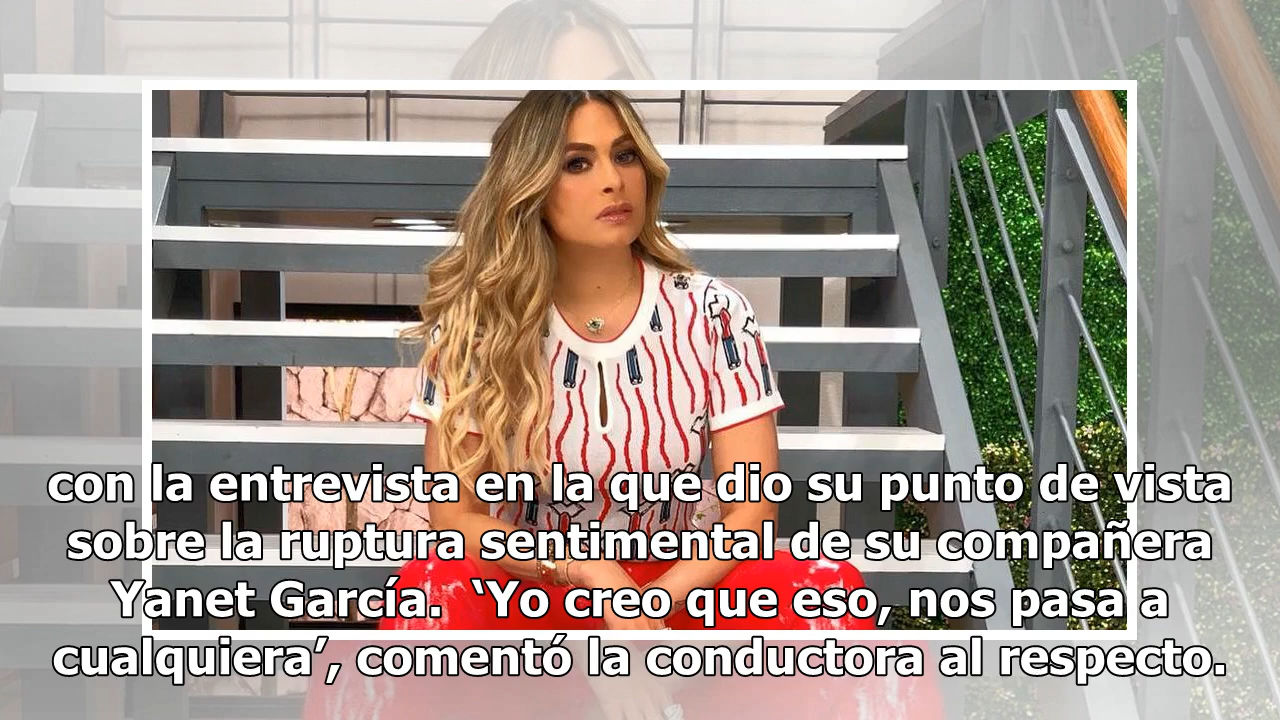 con la entrevista en la que dio su punto de vista
sobre la ruptura sentimental de su compañera
Yanet García.  ‘Yo creo que eso, nos pasa a
cualquiera’, comentó la conductora al respecto.